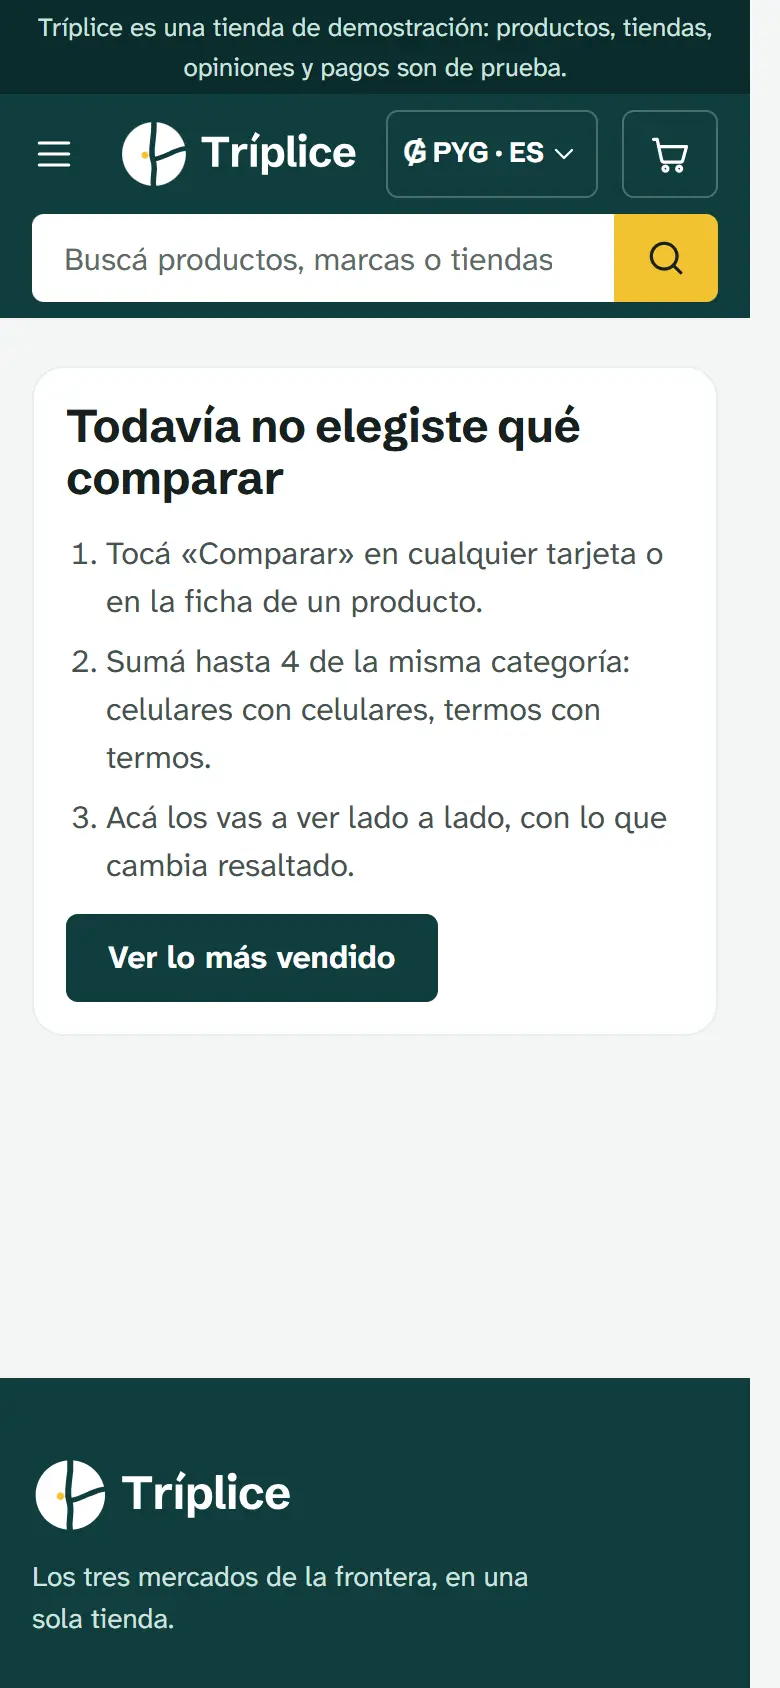 Tríplice es una tienda de demostración: productos, tiendas,
opiniones y pagos son de prueba.
Tríplice
₲ PYG · ES
Buscá productos, marcas o tiendas
Todavía no elegiste qué
comparar
1. Tocá «Comparar» en cualquier tarjeta o
en la ficha de un producto.
2. Sumá hasta 4 de la misma categoría:
celulares con celulares, termos con
termos.
3. Acá los vas a ver lado a lado, con lo que
cambia resaltado.
Ver lo más vendido
Tríplice
Los tres mercados de la frontera, en una
sola tienda.